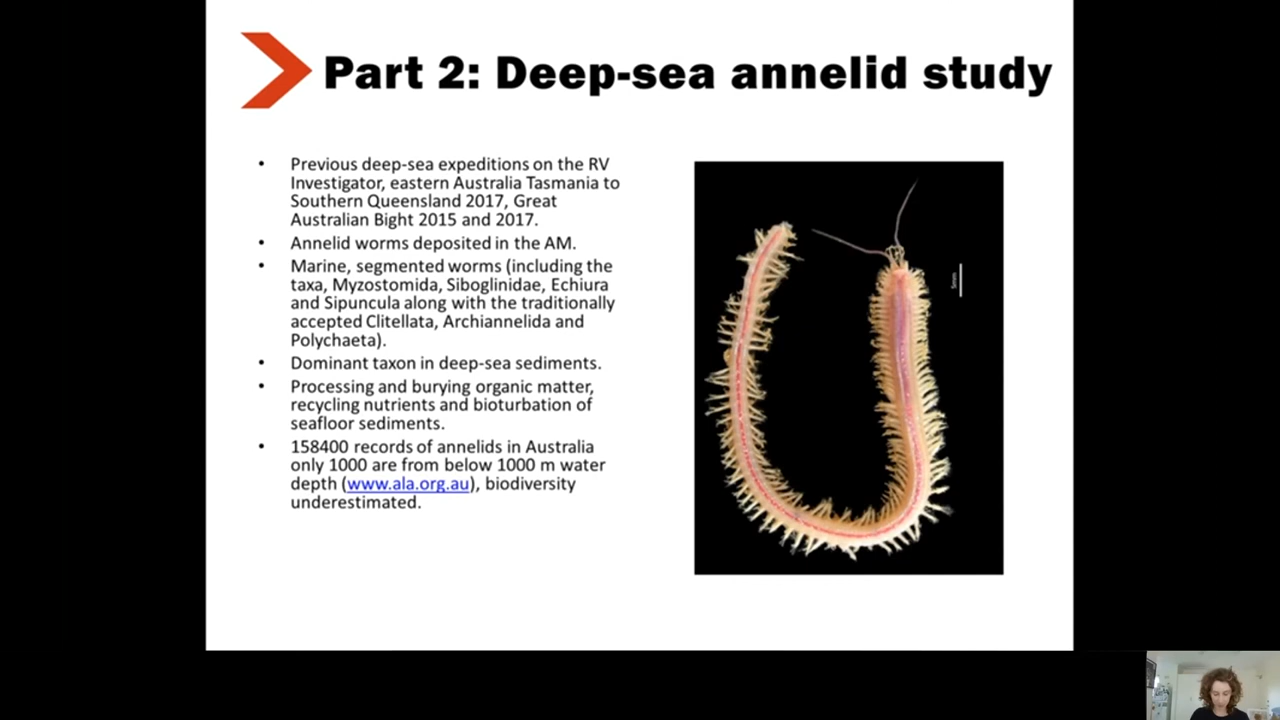 Part 2: Deep-sea annelid study
• Previous deep-sea expeditions on the RV
Investigator, eastern Australia Tasmania to
Southern Queensland 2017, Great
Australian Bight 2015 and 2017.
• Annelid worms deposited in the AM.
• Marine, segmented worms (including the
taxa, Myzostomida, Siboglinidae, Echiura
and Sipuncula along with the traditionally
accepted Clitellata, Archiannelida and
Polychaeta).
• Dominant taxon in deep-sea sediments.
• Processing and burying organic matter,
recycling nutrients and bioturbation of
seafloor sediments.
• 158400 records of annelids in Australia
only 1000 are from below 1000 m water
depth (www.ala.org.au), biodiversity
underestimated.